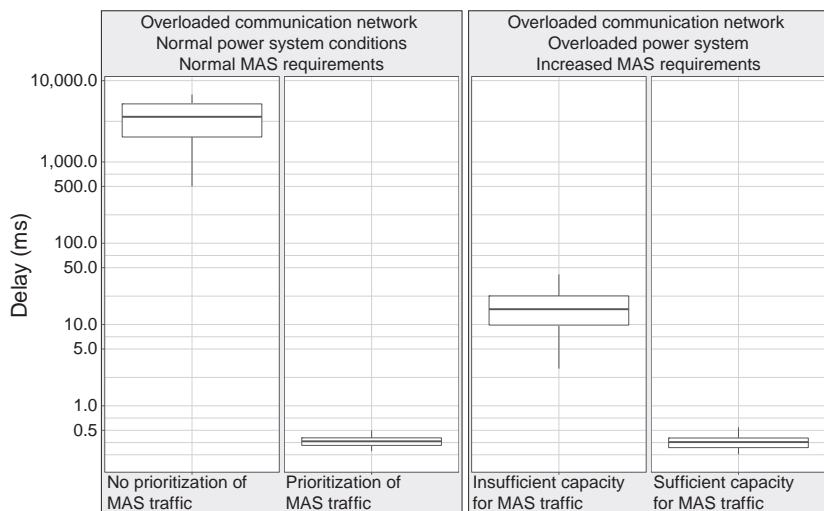 Overloaded communication network
Normal power system conditions
Normal MAS requirements
Overloaded communication network
Overloaded power system
Increased MAS requirements
Delay (ms)
10,000.0
1,000.0
500.0
100.0
50.0
10.0
5.0
1.0
0.5
No prioritization of
MAS traffic
Prioritization of
MAS traffic
Insufficient capacity
for MAS traffic
Sufficient capacity
for MAS traffic